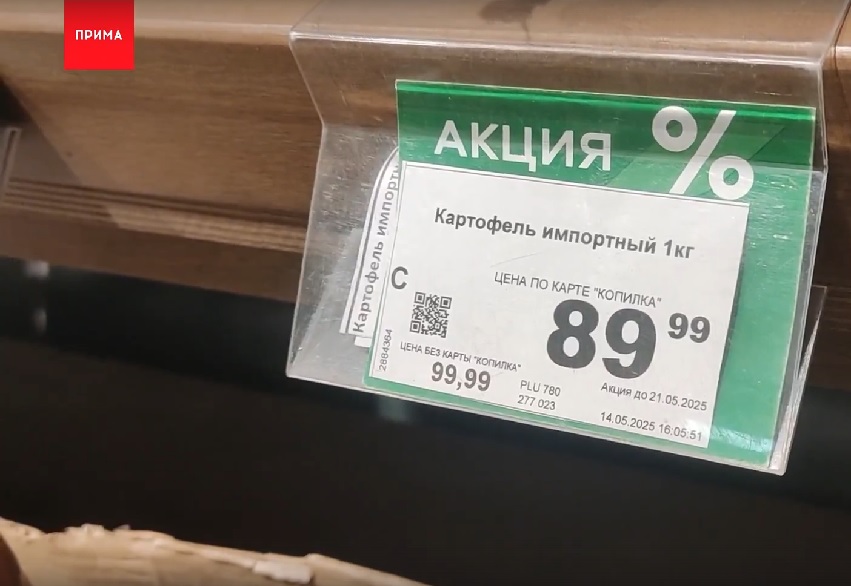 ПРИМА
АКЦИЯ %
Картофель импортный 1кг
Картофель импортн
С
ЦЕНА ПО КАРТЕ "КОПИЛКА"
89 99
ЦЕНА БЕЗ КАРТЫ "КОПИЛКА"
99,99
2884364
PLU 780
277 023
Акция до 21.05.2025
14.05.2025 16:05:51